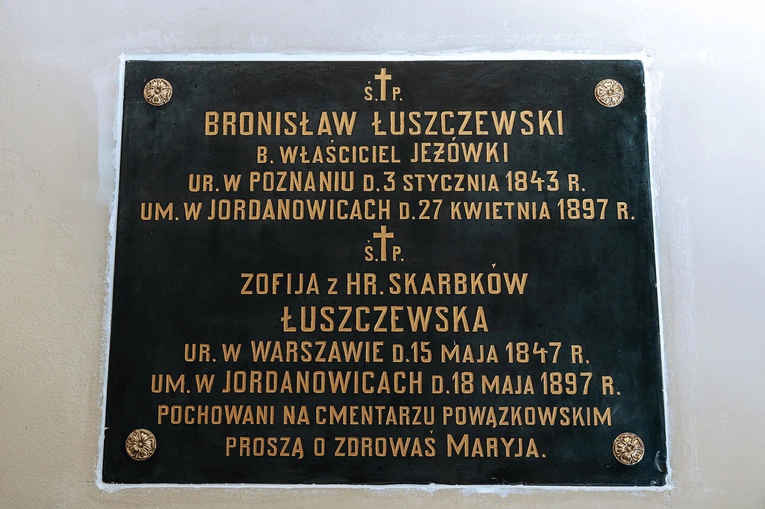 Ś.†P.
BRONISŁAW ŁUSZCZEWSKI
B. WŁAŚCICIEL JEŻÓWKI
UR. W POZNANIU D. 3 STYCZNIA 1843 R.
UM. W JORDANOWICACH D. 27 KWIETNIA 1897 R.
Ś.†P.
ZOFIJA Z HR. SKARBKÓW
ŁUSZCZEWSKA
UR. W WARSZAWIE D. 15 MAJA 1847 R.
UM. W JORDANOWICACH D. 18 MAJA 1897 R.
POCHOWANI NA CMENTARZU POWĄZKOWSKIM
PROSZĄ O ZDROWAŚ MARYJA.